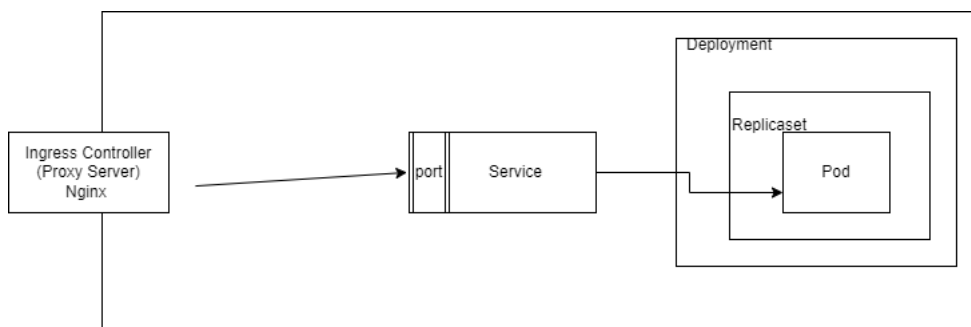 Deployment
Ingress Controller
(Proxy Server)
Nginx
port
Service
Replicaset
Pod